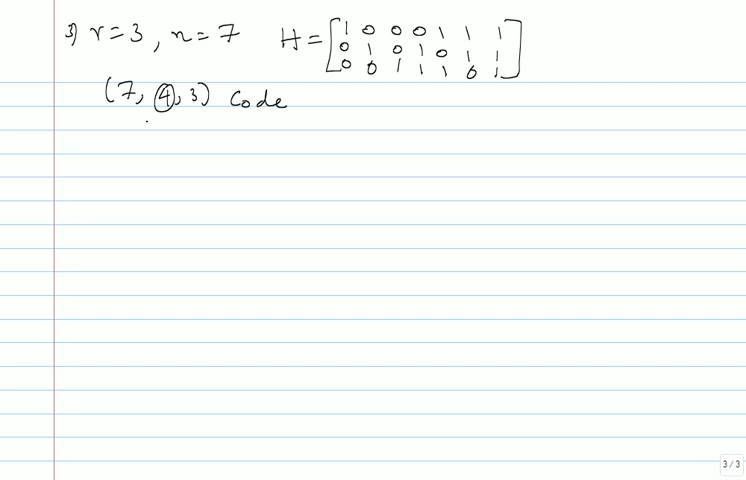 3) r = 3, n = 7 H = [1 0 0 0 1 1 1
0 1 0 1 0 1 1
0 0 1 1 1 0 1]
(7, 4, 3) Code
3 / 3